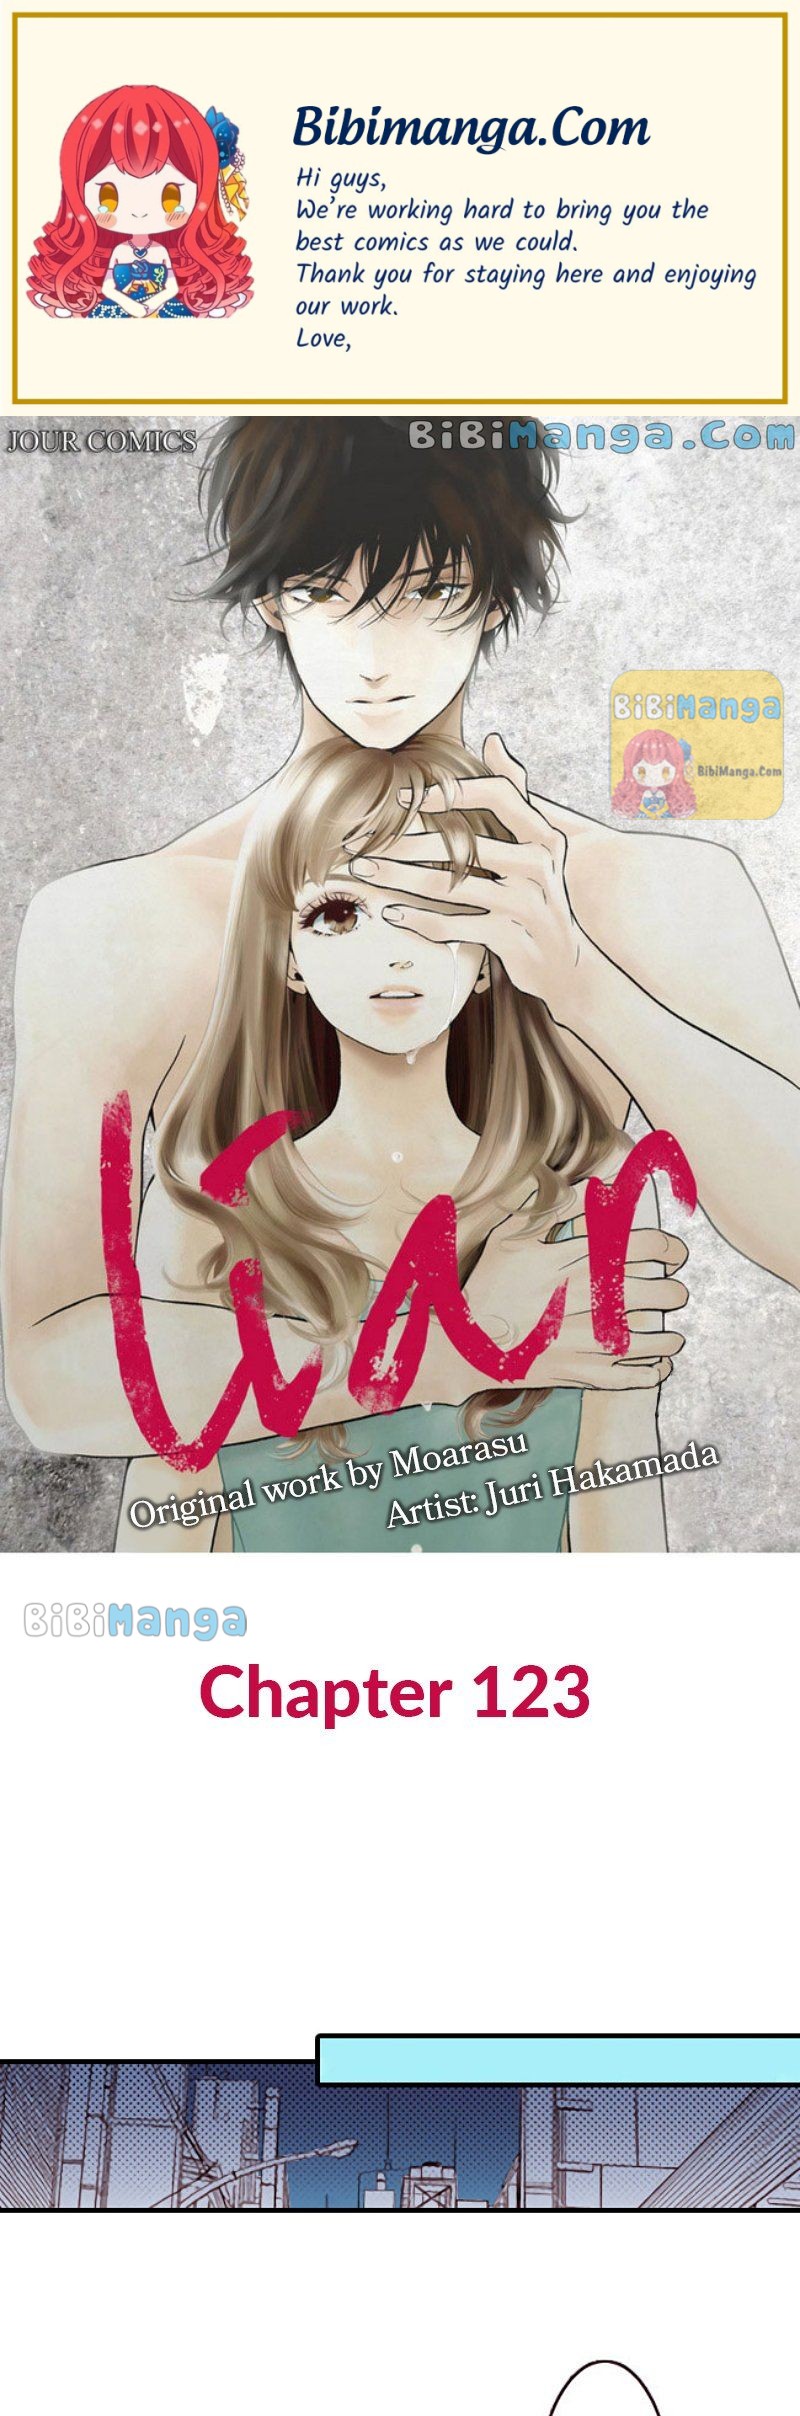 Bibimanga.Com
Hi guys,
We're working hard to bring you the
best comics as we could.
Thank you for staying here and enjoying
our work.
Love,
JOUR COMICS
BiBiManga.Com
BiBiManga
BibiManga.Com
liar
Original work by Moarasu
Artist: Juri Hakamada
BiBiManga
Chapter 123